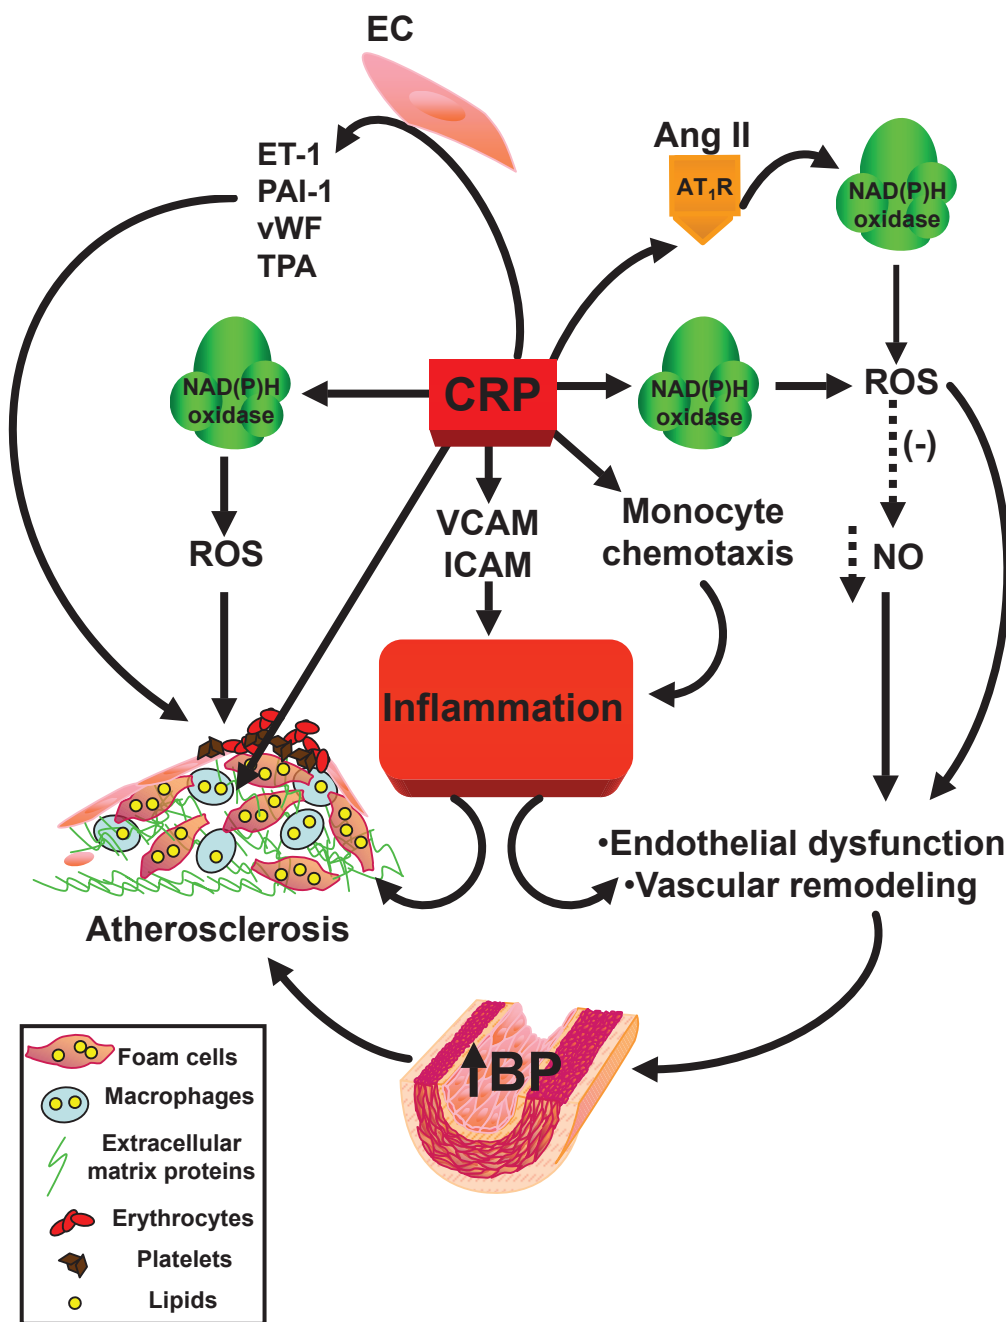 EC
ET-1
PAI-1
vWF
TPA
Ang II
AT₁R
NAD(P)H
oxidase
NAD(P)H
oxidase
CRP
NAD(P)H
oxidase
ROS
(-)
NO
ROS
VCAM
ICAM
Monocyte
chemotaxis
Inflammation
•Endothelial dysfunction
•Vascular remodeling
Atherosclerosis
BP
Foam cells
Macrophages
Extracellular
matrix proteins
Erythrocytes
Platelets
Lipids